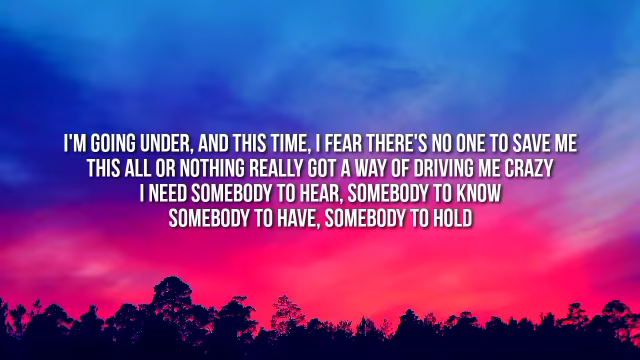 I'M GOING UNDER, AND THIS TIME, I FEAR THERE'S NO ONE TO SAVE ME
THIS ALL OR NOTHING REALLY GOT A WAY OF DRIVING ME CRAZY
I NEED SOMEBODY TO HEAR, SOMEBODY TO KNOW
SOMEBODY TO HAVE, SOMEBODY TO HOLD